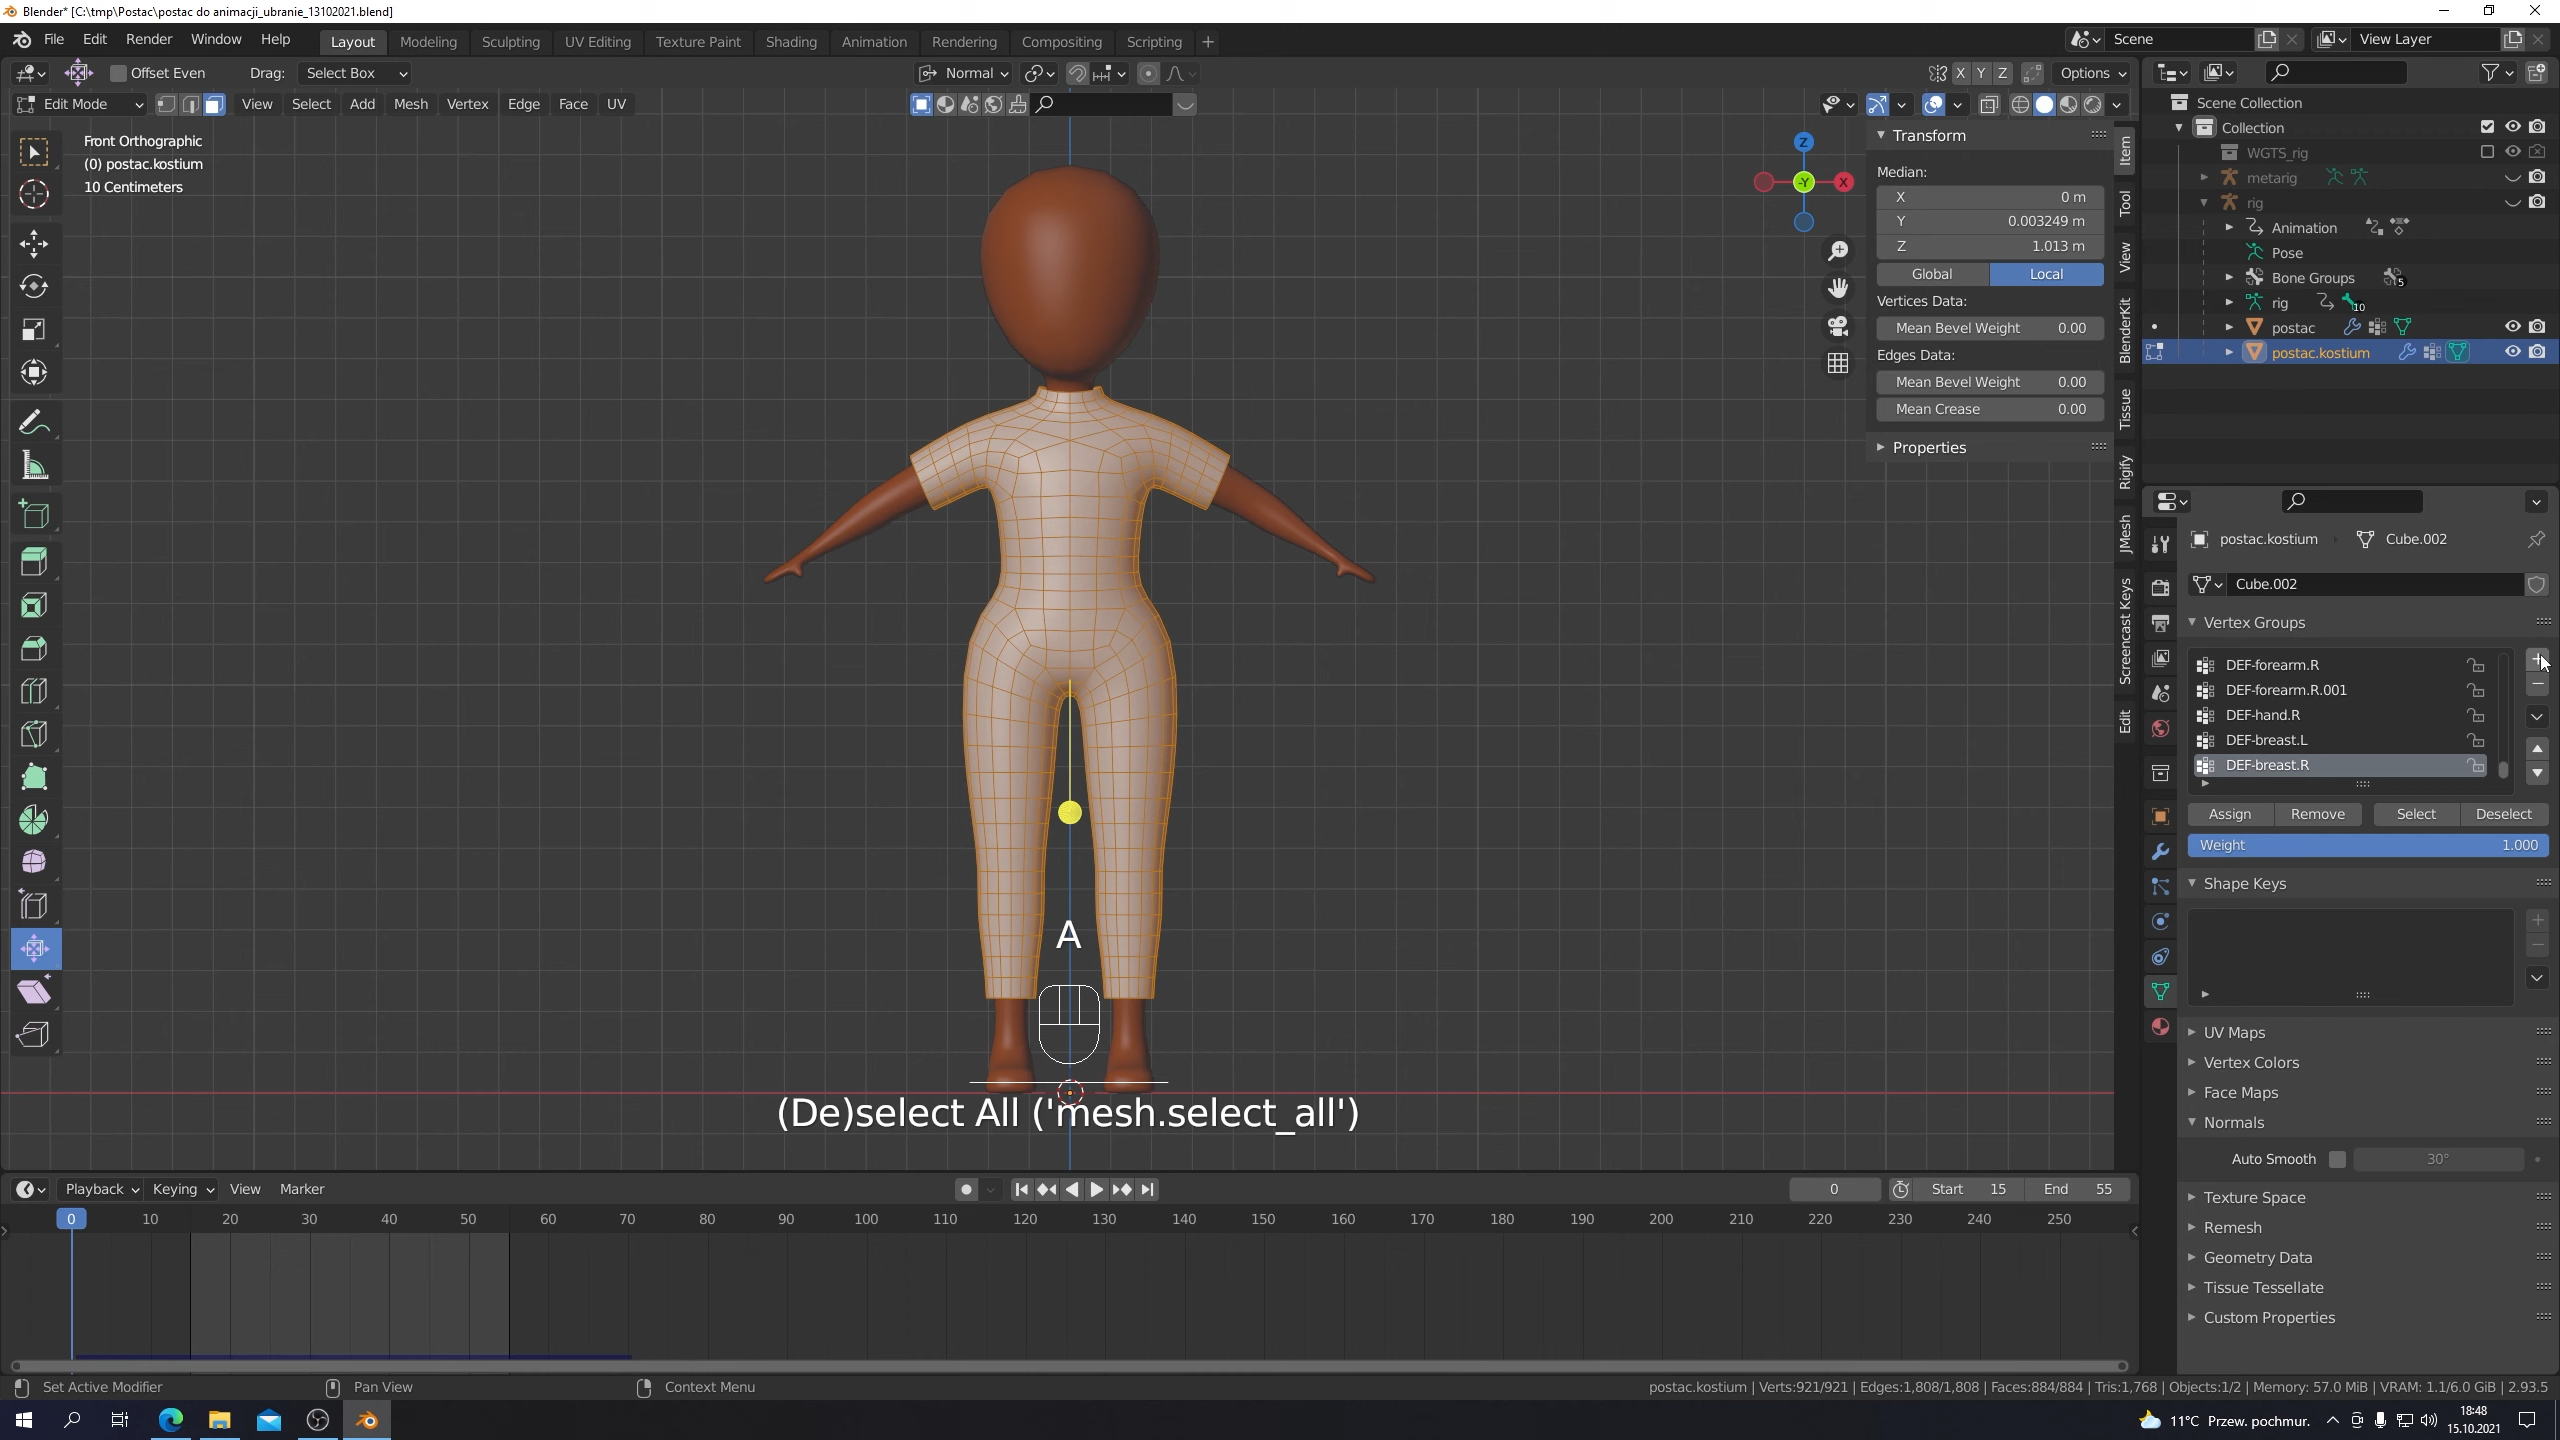 Blender* [C:\tmp\Postac\postac do animacji_ubranie_13102021.blend]
File Edit Render Window Help
Layout Modeling Sculpting UV Editing Texture Paint Shading Animation Rendering Compositing Scripting +
Scene
View Layer
Offset Even Drag: Select Box
Normal
X Y Z Options
Edit Mode View Select Add Mesh Vertex Edge Face UV
Front Orthographic
(0) postac.kostium
10 Centimeters
Z
-Y
X
Transform
Median:
X 0 m
Y 0.003249 m
Z 1.013 m
Global Local
Vertices Data:
Mean Bevel Weight 0.00
Edges Data:
Mean Bevel Weight 0.00
Mean Crease 0.00
Properties
Item
Tool
View
BlenderKit
Tissue
Rigify
JMesh
Screencast Keys
Edit
Scene Collection
Collection
WGTS_rig
metarig
rig
Animation
Pose
Bone Groups 5
rig 10
postac
postac.kostium
postac.kostium Cube.002
Cube.002
Vertex Groups
DEF-forearm.R
DEF-forearm.R.001
DEF-hand.R
DEF-breast.L
DEF-breast.R
Assign Remove Select Deselect
Weight 1.000
Shape Keys
UV Maps
Vertex Colors
Face Maps
Normals
Auto Smooth 30°
Texture Space
Remesh
Geometry Data
Tissue Tessellate
Custom Properties
A
(De)select All ('mesh.select_all')
Playback Keying View Marker
0 Start 15 End 55
0 10 20 30 40 50 60 70 80 90 100 110 120 130 140 150 160 170 180 190 200 210 220 230 240 250
Set Active Modifier Pan View Context Menu
postac.kostium | Verts:921/921 | Edges:1,808/1,808 | Faces:884/884 | Tris:1,768 | Objects:1/2 | Memory: 57.0 MiB | VRAM: 1.1/6.0 GiB | 2.93.5
11°C Przew. pochmur.
18:48
15.10.2021